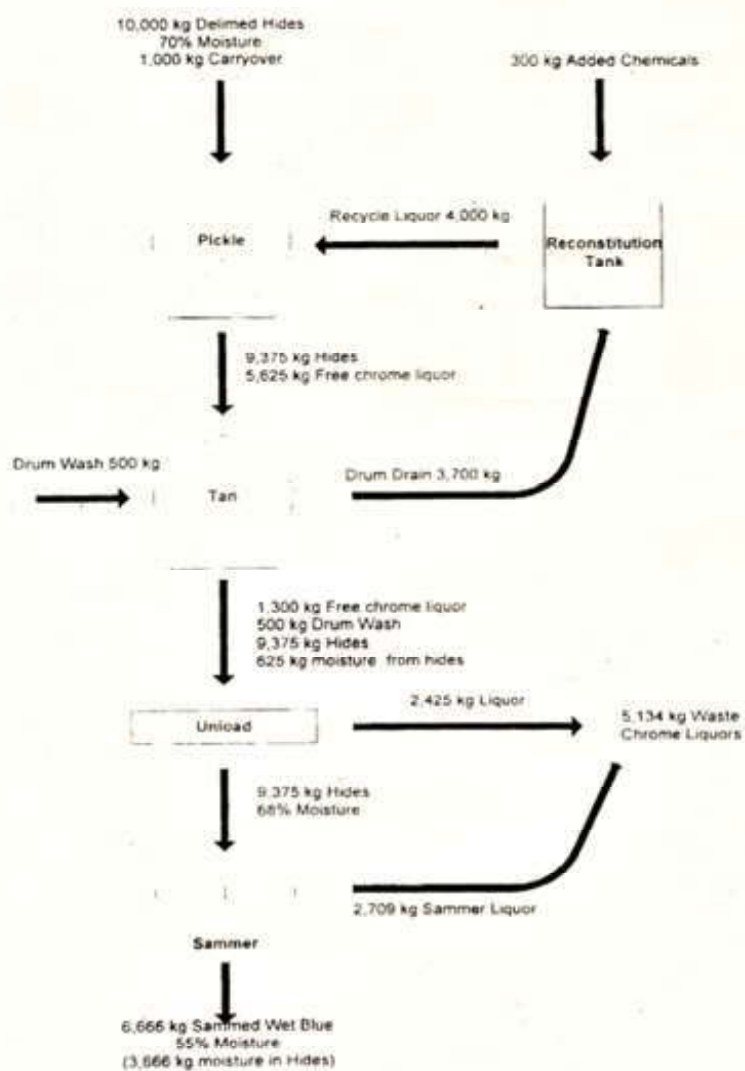 10,000 kg Delimed Hides
70% Moisture
1,000 kg Carryover
300 kg Added Chemicals
Recycle Liquor 4,000 kg
Pickle
Reconstitution
Tank
9,375 kg Hides
5,625 kg Free chrome liquor
Drum Wash 500 kg
Tan
Drum Drain 3,700 kg
1,300 kg Free chrome liquor
500 kg Drum Wash
9,375 kg Hides
625 kg moisture from hides
2,425 kg Liquor
Unload
5,134 kg Waste
Chrome Liquors
9,375 kg Hides
68% Moisture
2,709 kg Sammer Liquor
Sammer
6,666 kg Sammed Wet Blue
55% Moisture
(3,666 kg moisture in Hides)